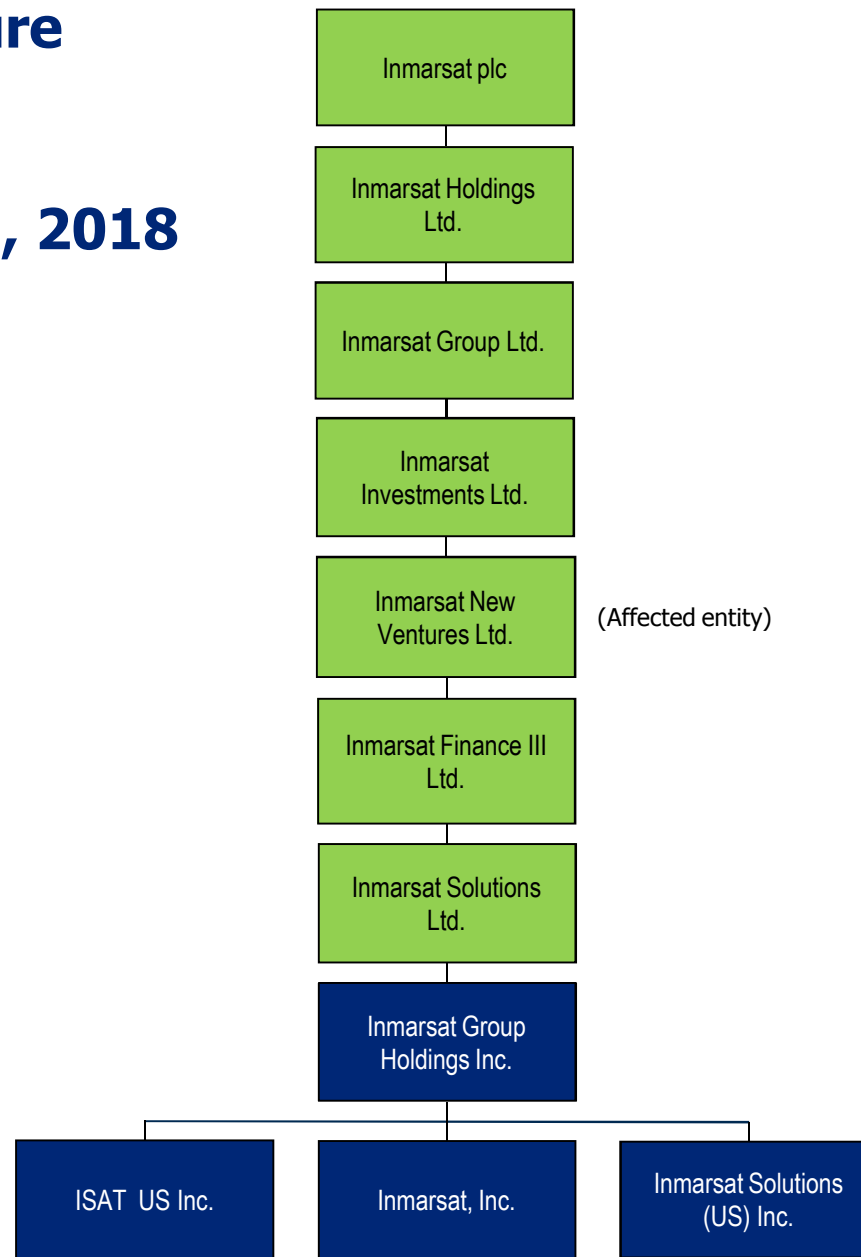 ure
Inmarsat plc
Inmarsat Holdings
Ltd.
, 2018
Inmarsat Group Ltd.
Inmarsat
Investments Ltd.
Inmarsat New
Ventures Ltd.
(Affected entity)
Inmarsat Finance III
Ltd.
Inmarsat Solutions
Ltd.
Inmarsat Group
Holdings Inc.
ISAT US Inc.
Inmarsat, Inc.
Inmarsat Solutions
(US) Inc.